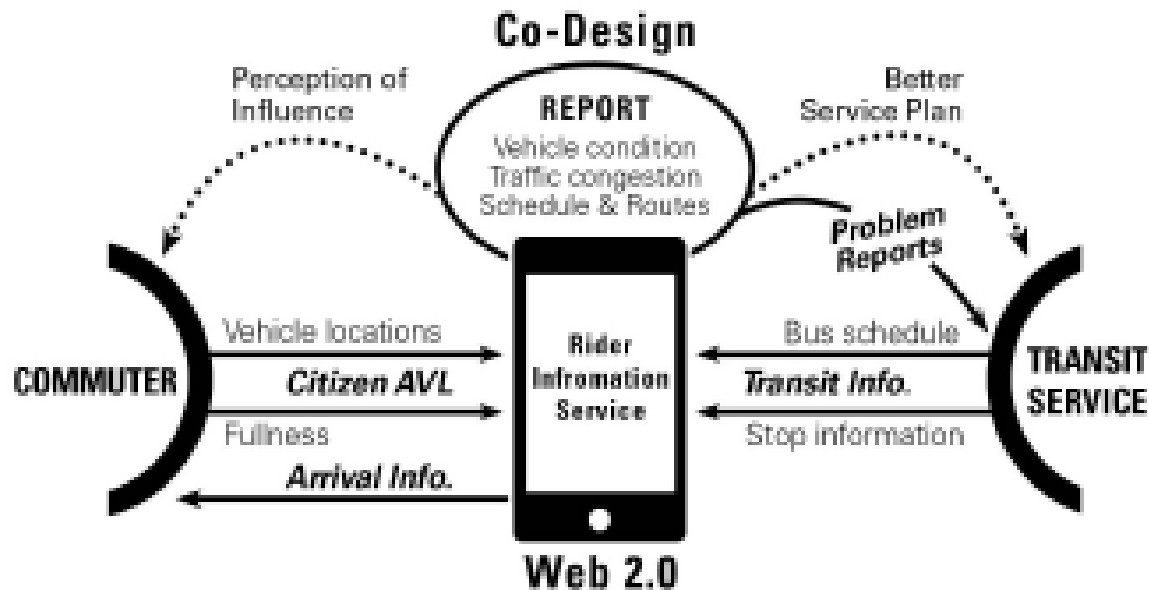 Co-Design
Perception of
Influence
Better
Service Plan
REPORT
Vehicle condition
Traffic congestion
Schedule & Routes
Problem
Reports
Vehicle locations
Bus schedule
COMMUTER
Citizen AVL
Rider
Infromation
Service
Transit Info.
TRANSIT
SERVICE
Fullness
Stop information
Arrival Info.
Web 2.0